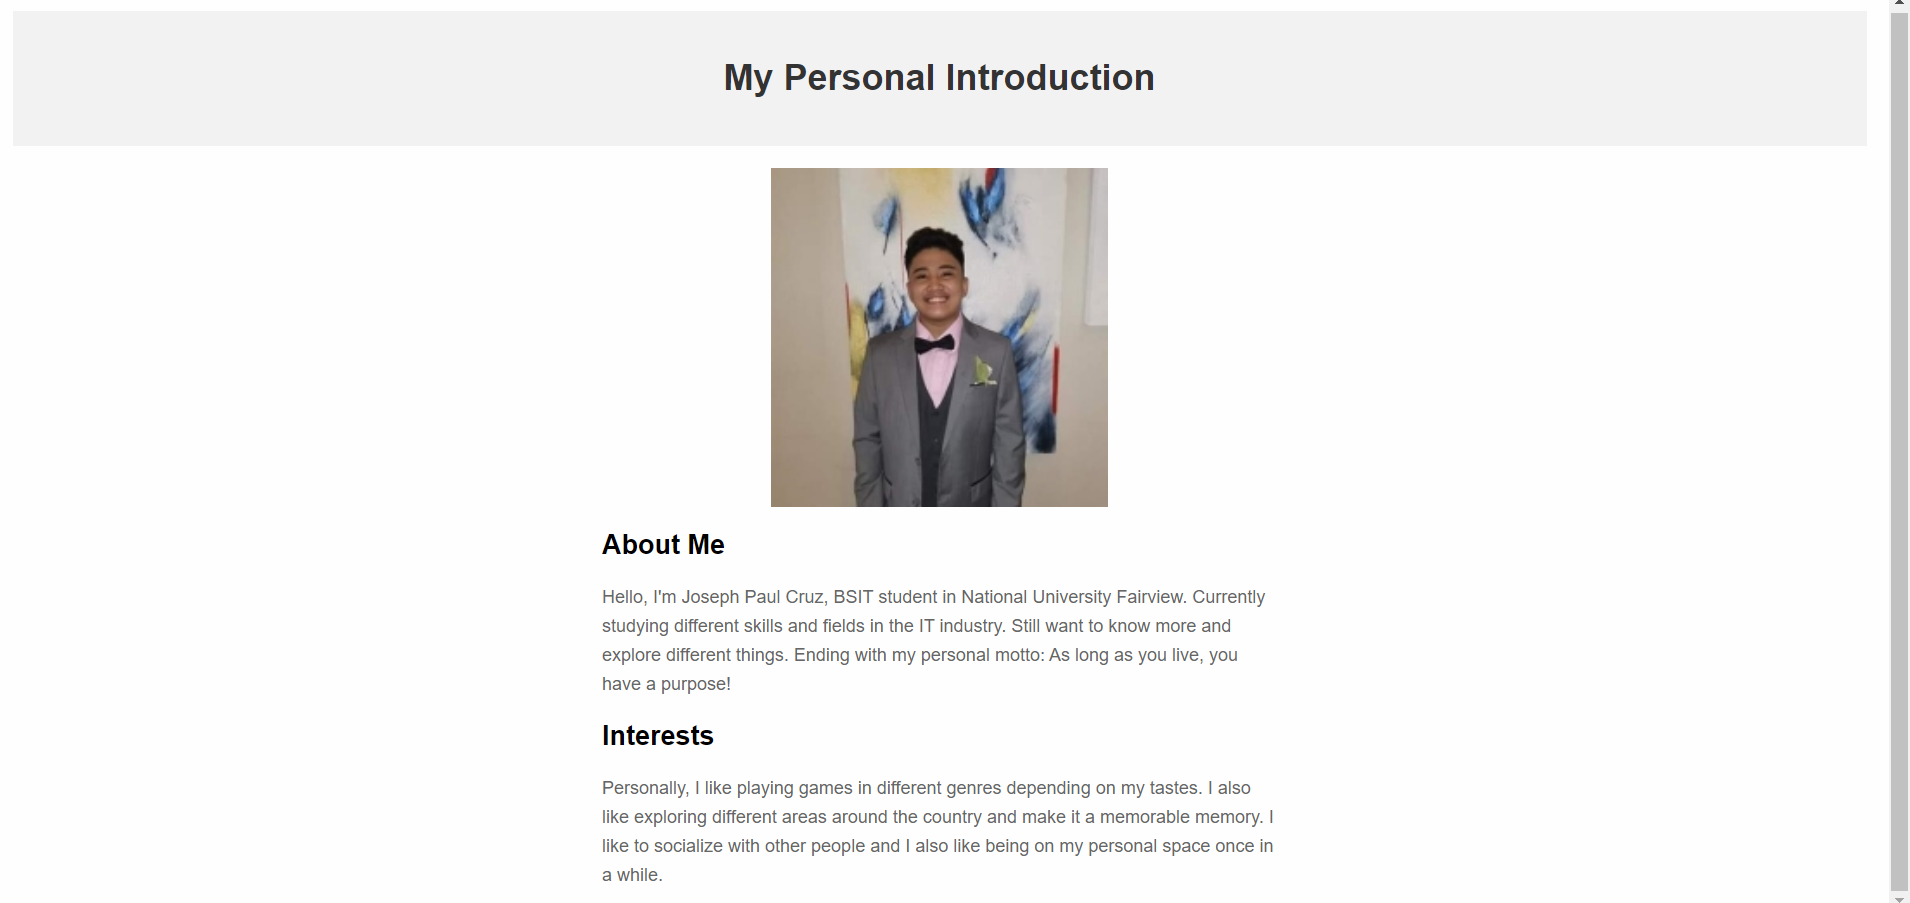 My Personal Introduction
About Me
Hello, I'm Joseph Paul Cruz, BSIT student in National University Fairview. Currently
studying different skills and fields in the IT industry. Still want to know more and
explore different things. Ending with my personal motto: As long as you live, you
have a purpose!
Interests
Personally, I like playing games in different genres depending on my tastes. I also
like exploring different areas around the country and make it a memorable memory. I
like to socialize with other people and I also like being on my personal space once in
a while.